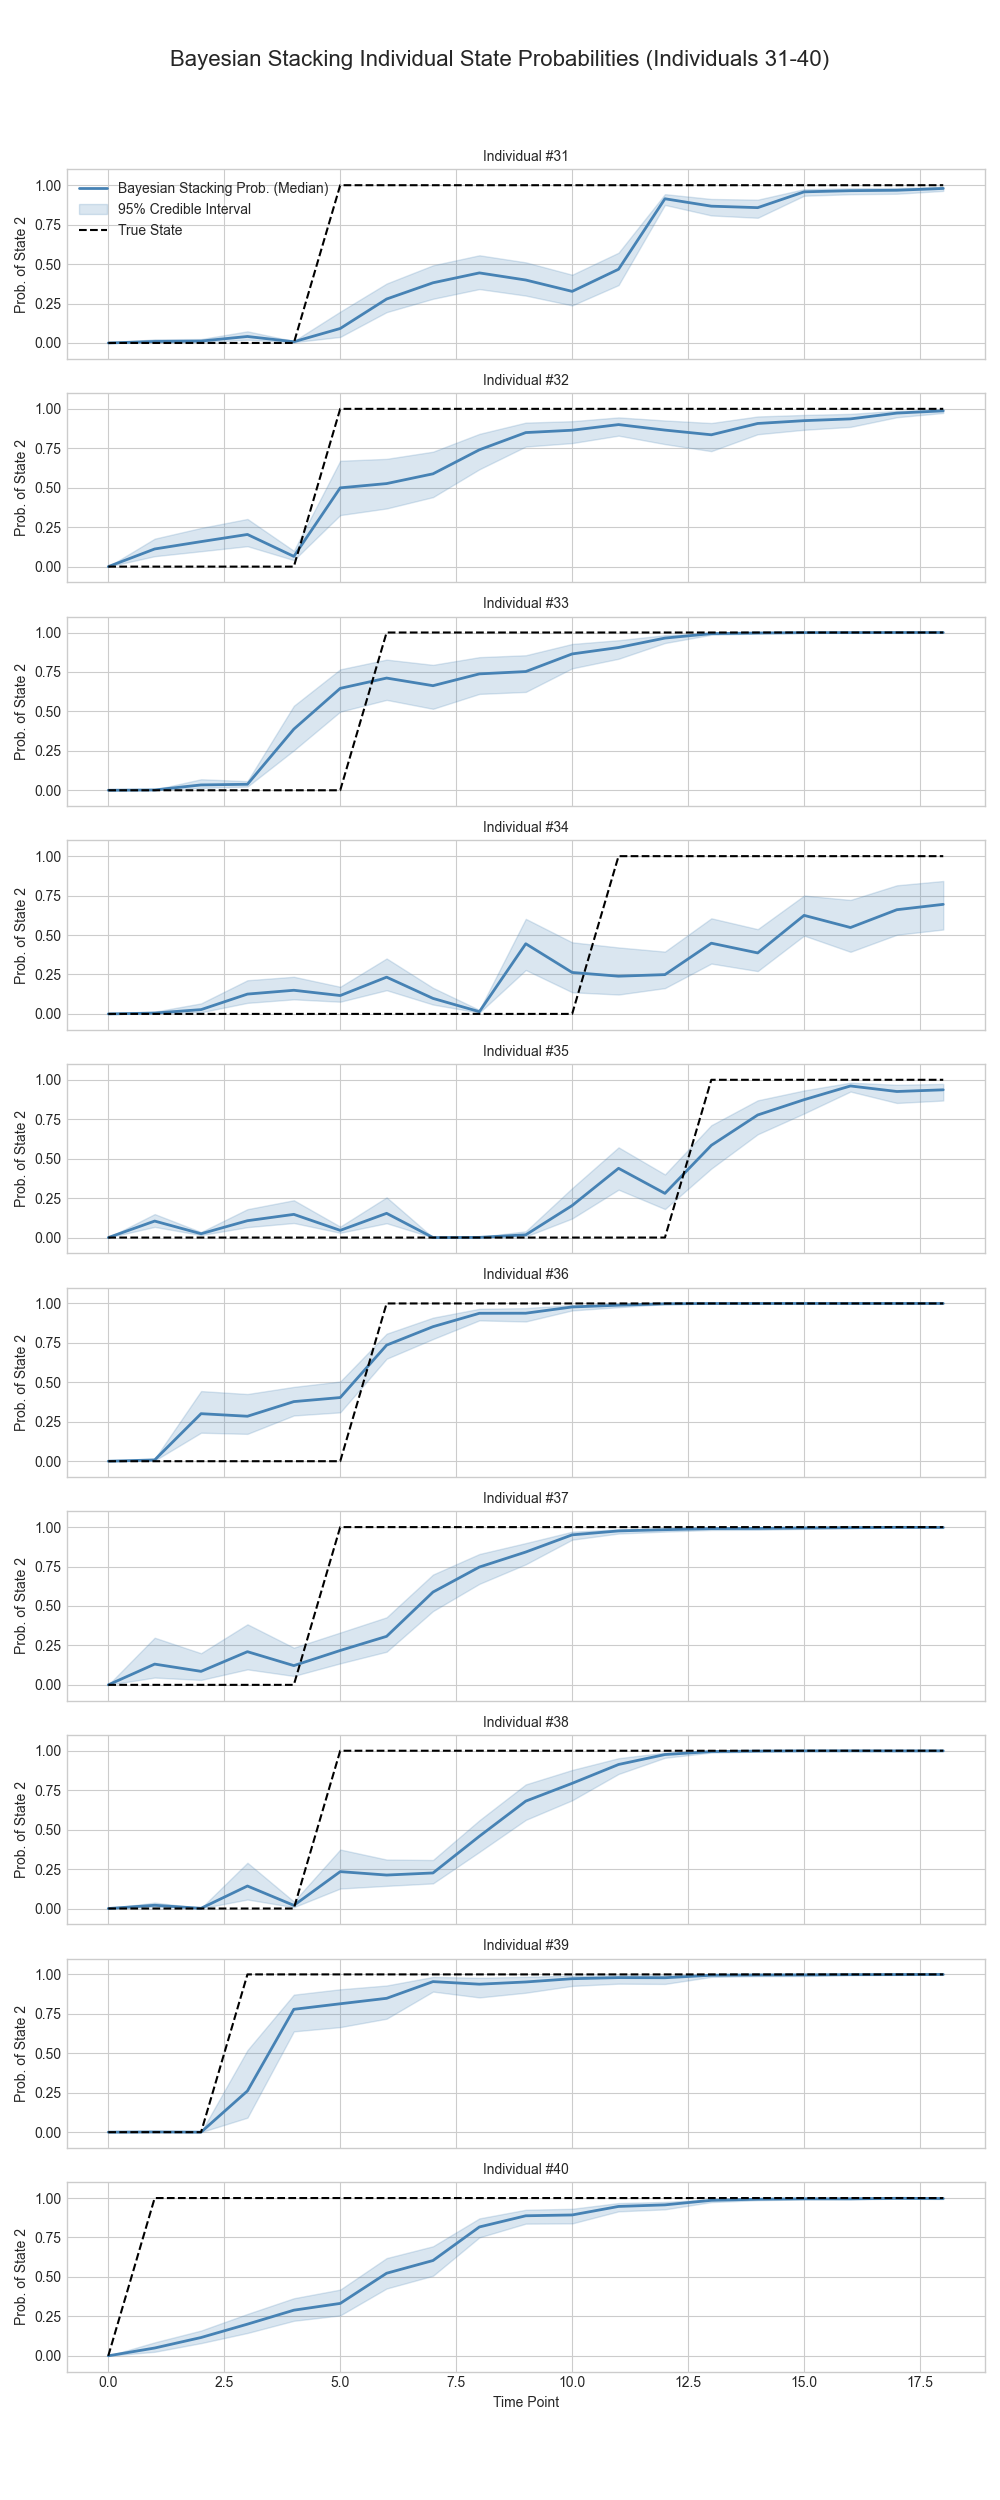 Bayesian Stacking Individual State Probabilities (Individuals 31-40)
Individual #31
Bayesian Stacking Prob. (Median)
95% Credible Interval
True State
Prob. of State 2
1.00
0.75
0.50
0.25
0.00
Individual #32
Prob. of State 2
1.00
0.75
0.50
0.25
0.00
Individual #33
Prob. of State 2
1.00
0.75
0.50
0.25
0.00
Individual #34
Prob. of State 2
1.00
0.75
0.50
0.25
0.00
Individual #35
Prob. of State 2
1.00
0.75
0.50
0.25
0.00
Individual #36
Prob. of State 2
1.00
0.75
0.50
0.25
0.00
Individual #37
Prob. of State 2
1.00
0.75
0.50
0.25
0.00
Individual #38
Prob. of State 2
1.00
0.75
0.50
0.25
0.00
Individual #39
Prob. of State 2
1.00
0.75
0.50
0.25
0.00
Individual #40
Prob. of State 2
1.00
0.75
0.50
0.25
0.00
0.0 2.5 5.0 7.5 10.0 12.5 15.0 17.5
Time Point